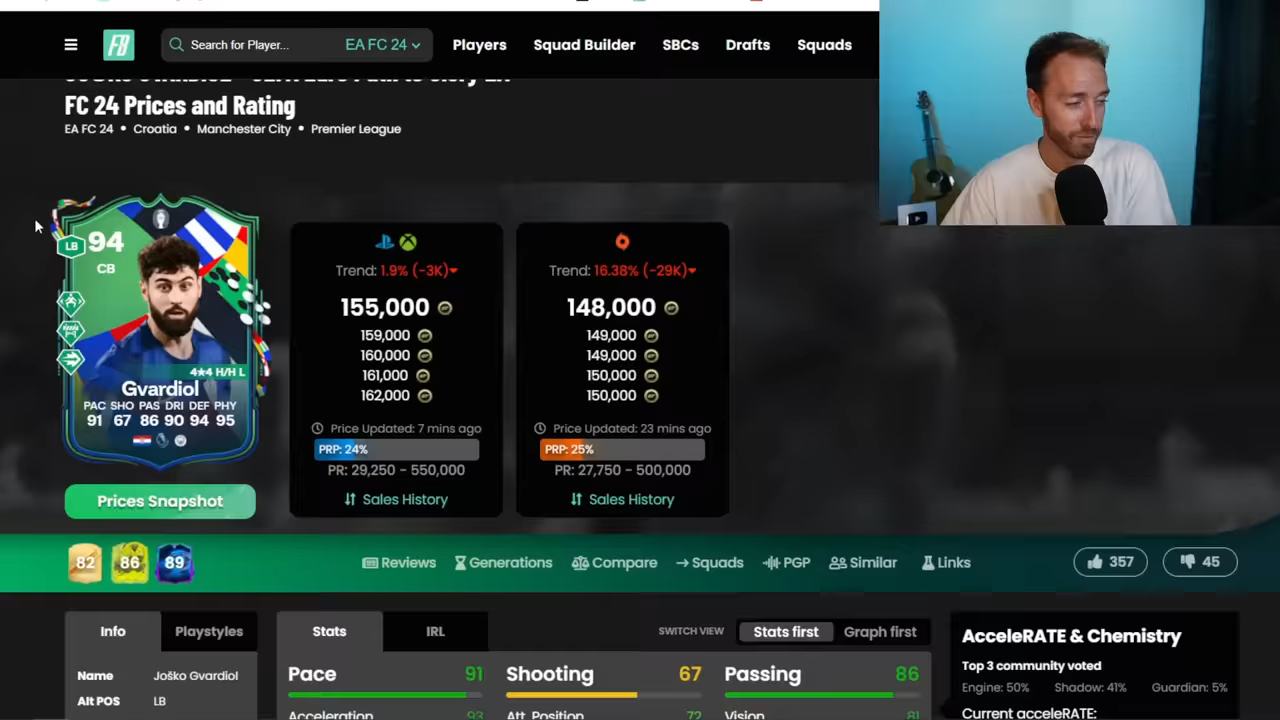 FB
Search for Player...
EA FC 24
Players
Squad Builder
SBCs
Drafts
Squads
FC 24 Prices and Rating
EA FC 24 • Croatia • Manchester City • Premier League
LB
94
CB
4★4 H/H L
Gvardiol
PAC SHO PAS DRI DEF PHY
91 67 86 90 94 95
Prices Snapshot
Trend: 1.9% (-3K)
155,000
159,000
160,000
161,000
162,000
Price Updated: 7 mins ago
PRP: 24%
PR: 29,250 - 550,000
Sales History
Trend: 16.38% (-29K)
148,000
149,000
149,000
150,000
150,000
Price Updated: 23 mins ago
PRP: 25%
PR: 27,750 - 500,000
Sales History
82 86 89
Reviews
Generations
Compare
Squads
PGP
Similar
Links
357
45
Info
Playstyles
Name Joško Gvardiol
Alt POS LB
Stats
IRL
SWITCH VIEW
Stats first
Graph first
Pace 91
Shooting 67
Passing 86
Acceleration 93
Att. Position 72
Vision 81
AcceleRATE & Chemistry
Top 3 community voted
Engine: 50% Shadow: 41% Guardian: 5%
Current acceleRATE: